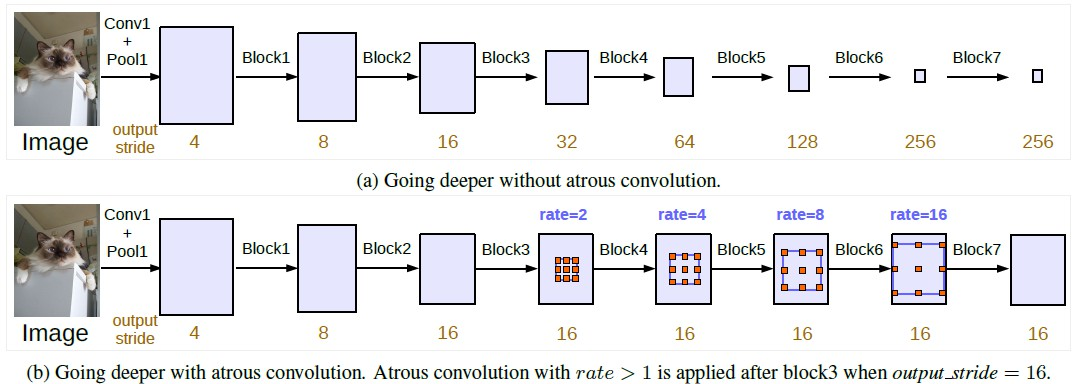 Conv1
+
Pool1
Block1
Block2
Block3
Block4
Block5
Block6
Block7
Image
output
stride
4
8
16
32
64
128
256
256
(a) Going deeper without atrous convolution.
rate=2
rate=4
rate=8
rate=16
Conv1
+
Pool1
Block1
Block2
Block3
Block4
Block5
Block6
Block7
Image
output
stride
4
8
16
16
16
16
16
16
(b) Going deeper with atrous convolution. Atrous convolution with rate > 1 is applied after block3 when output_stride = 16.